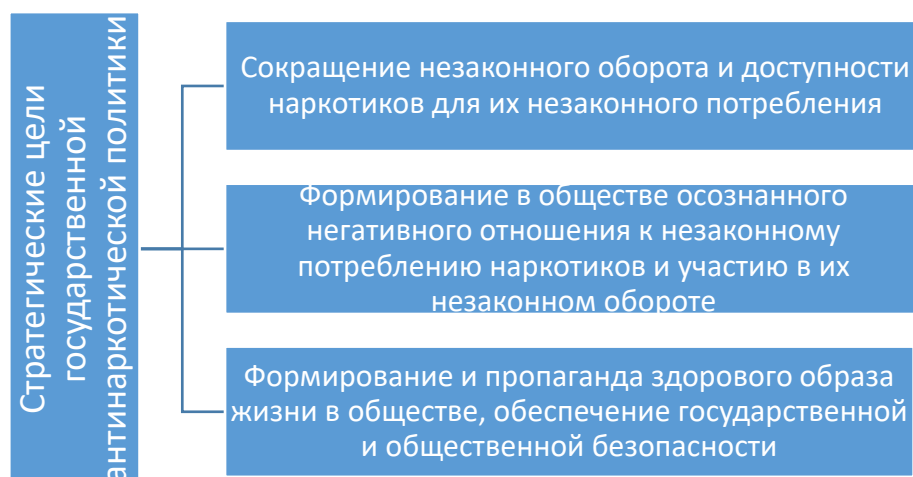 Стратегические цели
государственной
антинаркотической политики
Сокращение незаконного оборота и доступности
наркотиков для их незаконного потребления
Формирование в обществе осознанного
негативного отношения к незаконному
потреблению наркотиков и участию в их
незаконном обороте
Формирование и пропаганда здорового образа
жизни в обществе, обеспечение государственной
и общественной безопасности